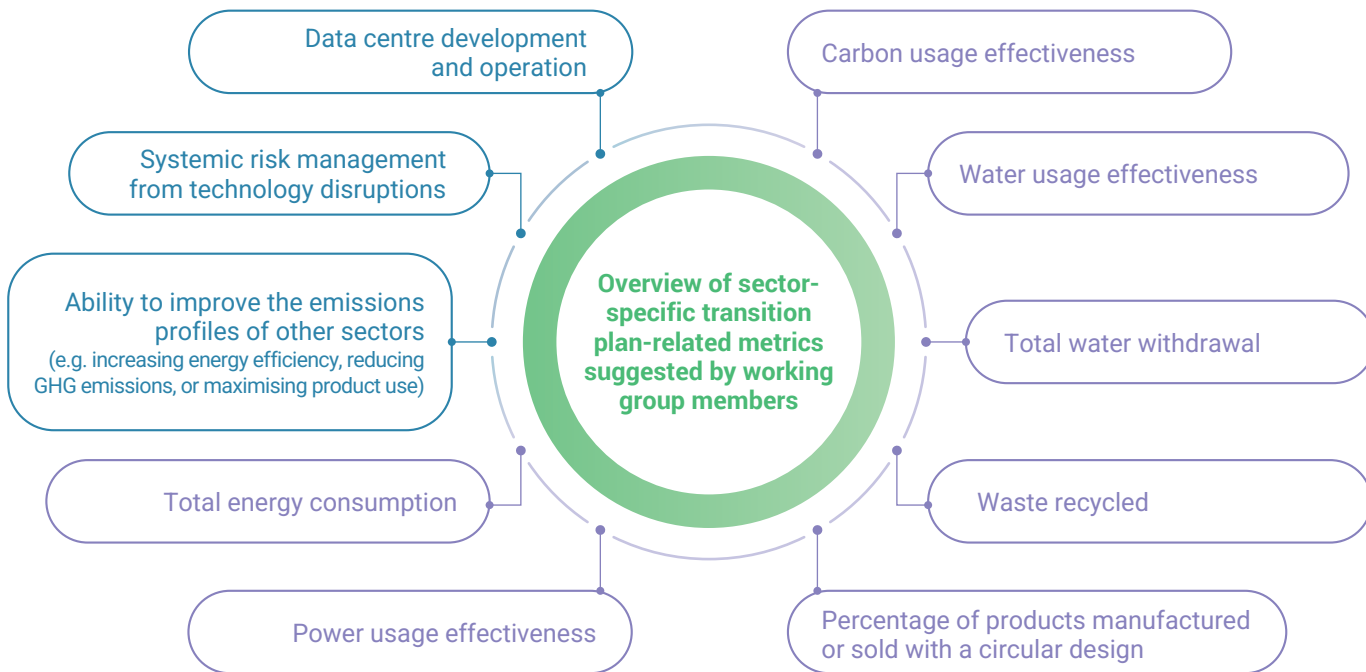 Data centre development
and operation
Carbon usage effectiveness
Systemic risk management
from technology disruptions
Water usage effectiveness
Ability to improve the emissions
profiles of other sectors
(e.g. increasing energy efficiency, reducing
GHG emissions, or maximising product use)
Overview of sector-
specific transition
plan-related metrics
suggested by working
group members
Total water withdrawal
Total energy consumption
Waste recycled
Power usage effectiveness
Percentage of products manufactured
or sold with a circular design